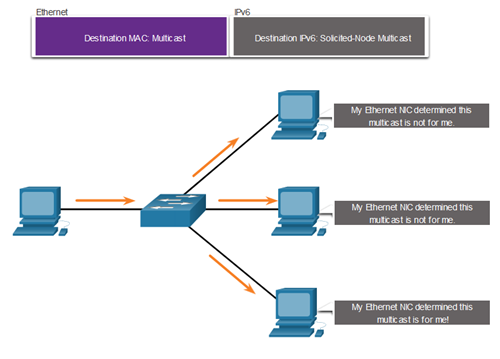 Ethernet
IPv6
Destination MAC: Multicast
Destination IPv6: Solicited-Node Multicast
My Ethernet NIC determined this
multicast is not for me.
My Ethernet NIC determined this
multicast is not for me.
My Ethernet NIC determined this
multicast is for me!